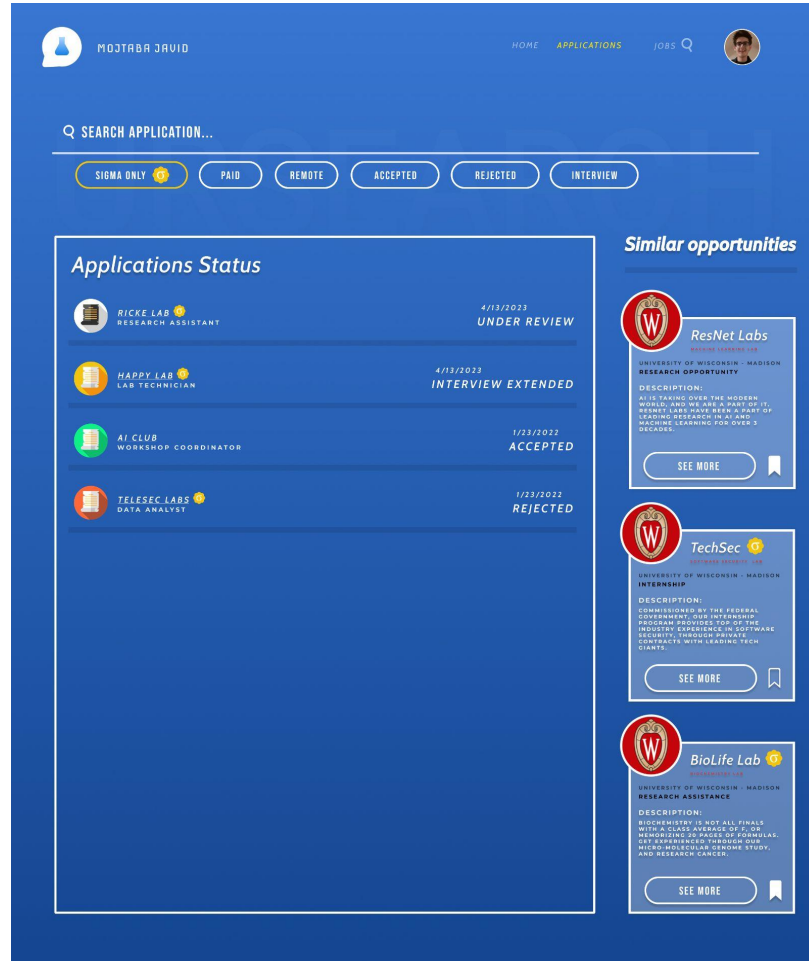 MOJTABA JAVID
HOME APPLICATIONS JOBS
SEARCH APPLICATION...
SIGMA ONLY σ PAID REMOTE ACCEPTED REJECTED INTERVIEW
Applications Status
RICKE LAB σ
RESEARCH ASSISTANT
4/13/2023
UNDER REVIEW
HAPPY LAB σ
LAB TECHNICIAN
4/13/2023
INTERVIEW EXTENDED
AI CLUB
WORKSHOP COORDINATOR
1/23/2022
ACCEPTED
TELESEC LABS σ
DATA ANALYST
1/23/2022
REJECTED
Similar opportunities
W
ResNet Labs
MACHINE LEARNING LAB
UNIVERSITY OF WISCONSIN - MADISON
RESEARCH OPPORTUNITY
DESCRIPTION:
AI IS TAKING OVER THE MODERN
WORLD, AND WE ARE A PART OF IT.
RESNET LABS HAVE BEEN A PART OF
LEADING RESEARCH IN AI AND
MACHINE LEARNING FOR OVER 3
DECADES.
SEE MORE
W
TechSec σ
SOFTWARE SECURITY LAB
UNIVERSITY OF WISCONSIN - MADISON
INTERNSHIP
DESCRIPTION:
COMMISSIONED BY THE FEDERAL
GOVERNMENT, OUR INTERNSHIP
PROGRAM PROVIDES TOP OF THE
INDUSTRY EXPERIENCE IN SOFTWARE
SECURITY, THROUGH PRIVATE
CONTRACTS WITH LEADING TECH
GIANTS.
SEE MORE
W
BioLife Lab σ
BIOCHEMISTRY LAB
UNIVERSITY OF WISCONSIN - MADISON
RESEARCH ASSISTANCE
DESCRIPTION:
BIOCHEMISTRY IS NOT ALL FINALS
WITH A CLASS AVERAGE OF F, OR
MEMORIZING 20 PAGES OF FORMULAS.
GET EXPERIENCED THROUGH OUR
MICRO-MOLECULAR GENOME STUDY,
AND RESEARCH CANCER.
SEE MORE